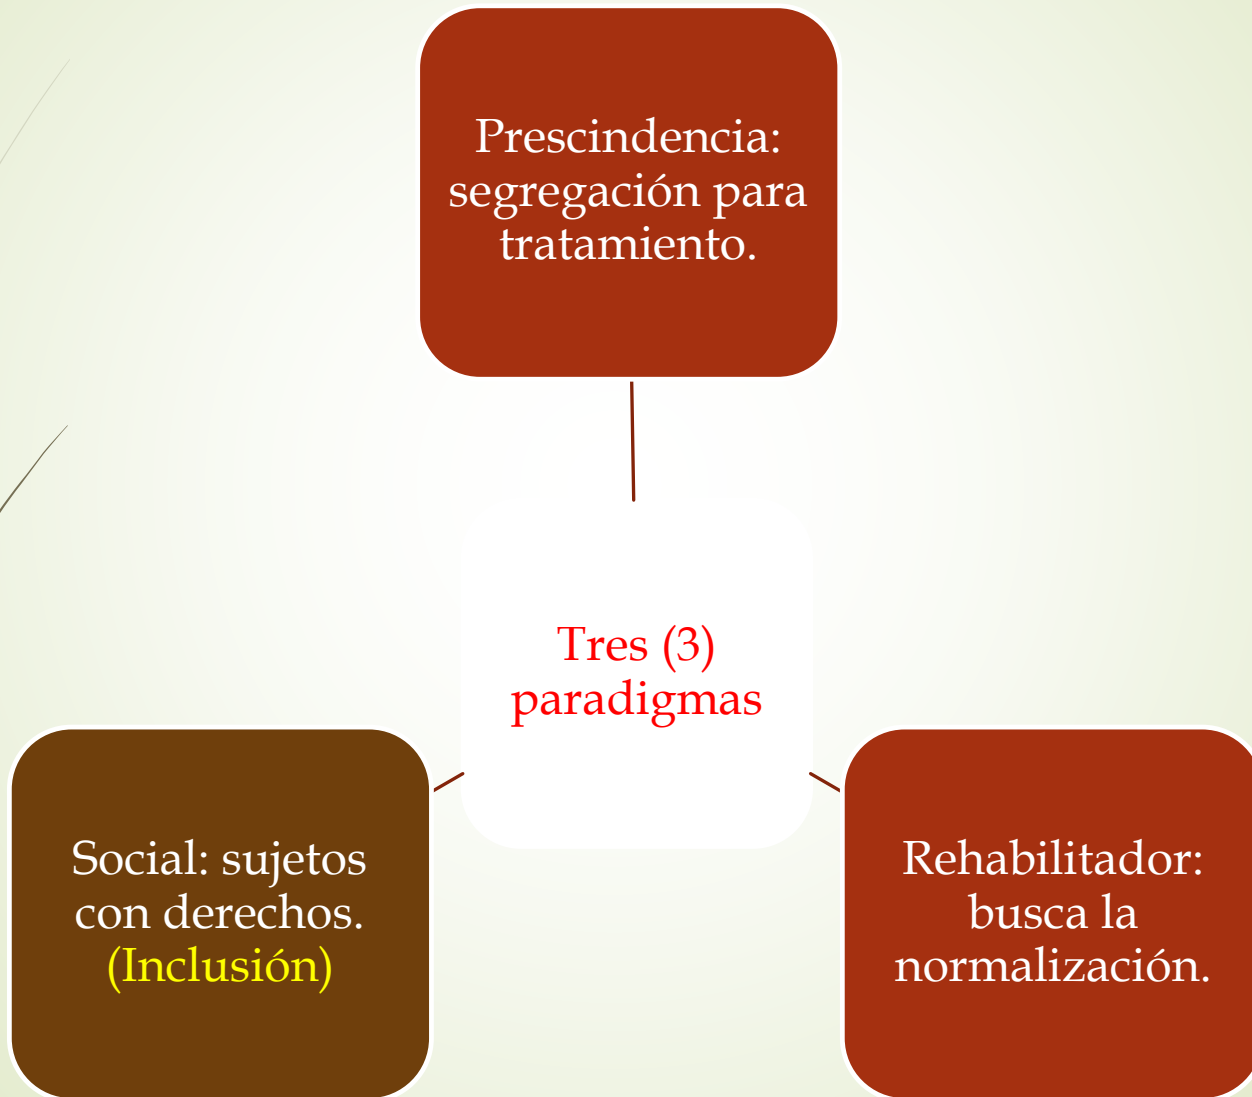 Prescindencia:
segregación para
tratamiento.
Tres (3)
paradigmas
Social: sujetos
con derechos.
(Inclusión)
Rehabilitador:
busca la
normalización.